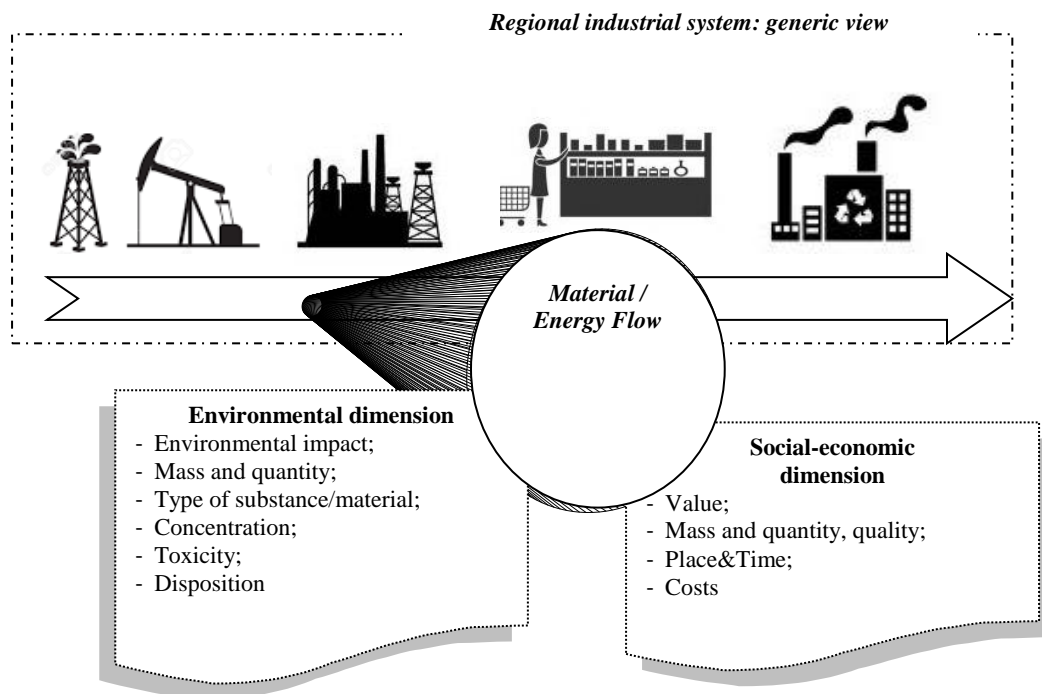 Regional industrial system: generic view
Material /
Energy Flow
Environmental dimension
- Environmental impact;
- Mass and quantity;
- Type of substance/material;
- Concentration;
- Toxicity;
- Disposition
Social-economic
dimension
- Value;
- Mass and quantity, quality;
- Place&Time;
- Costs